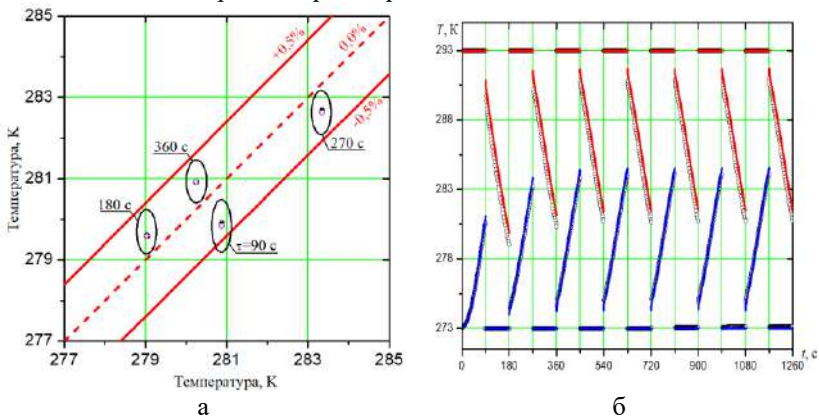 285
283
281
279
277
277
279
281
283
285
Температура, К
Температура, К
+0,5%
0,0%
-0,5%
360 с
270 с
180 с
τ=90 с
а
T, К
293
288
283
278
273
0
180
360
540
720
900
1080
1260
t, с
б